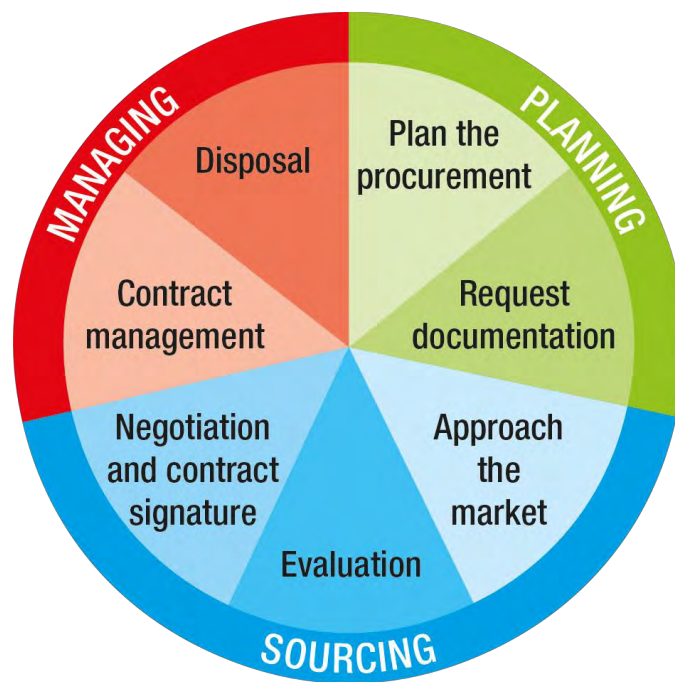 PLANNING
Plan the
procurement
Request
documentation
SOURCING
Approach
the
market
Evaluation
Negotiation
and contract
signature
MANAGING
Contract
management
Disposal